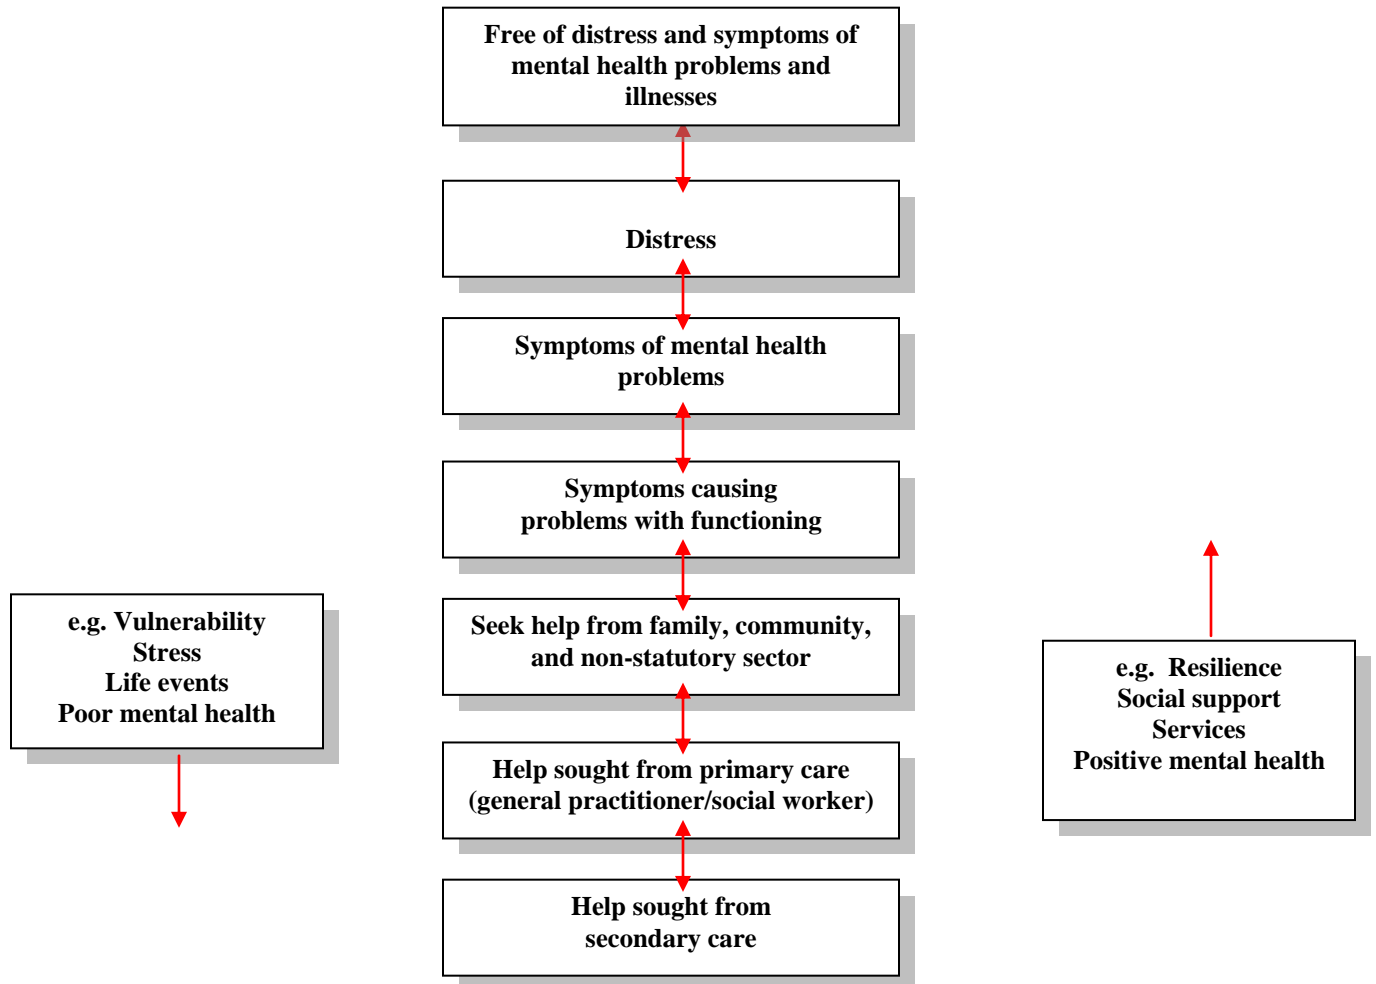 Free of distress and symptoms of
mental health problems and
illnesses
Distress
Symptoms of mental health
problems
Symptoms causing
problems with functioning
e.g. Vulnerability
Stress
Life events
Poor mental health
Seek help from family, community,
and non-statutory sector
e.g.  Resilience
Social support
Services
Positive mental health
Help sought from primary care
(general practitioner/social worker)
Help sought from
secondary care